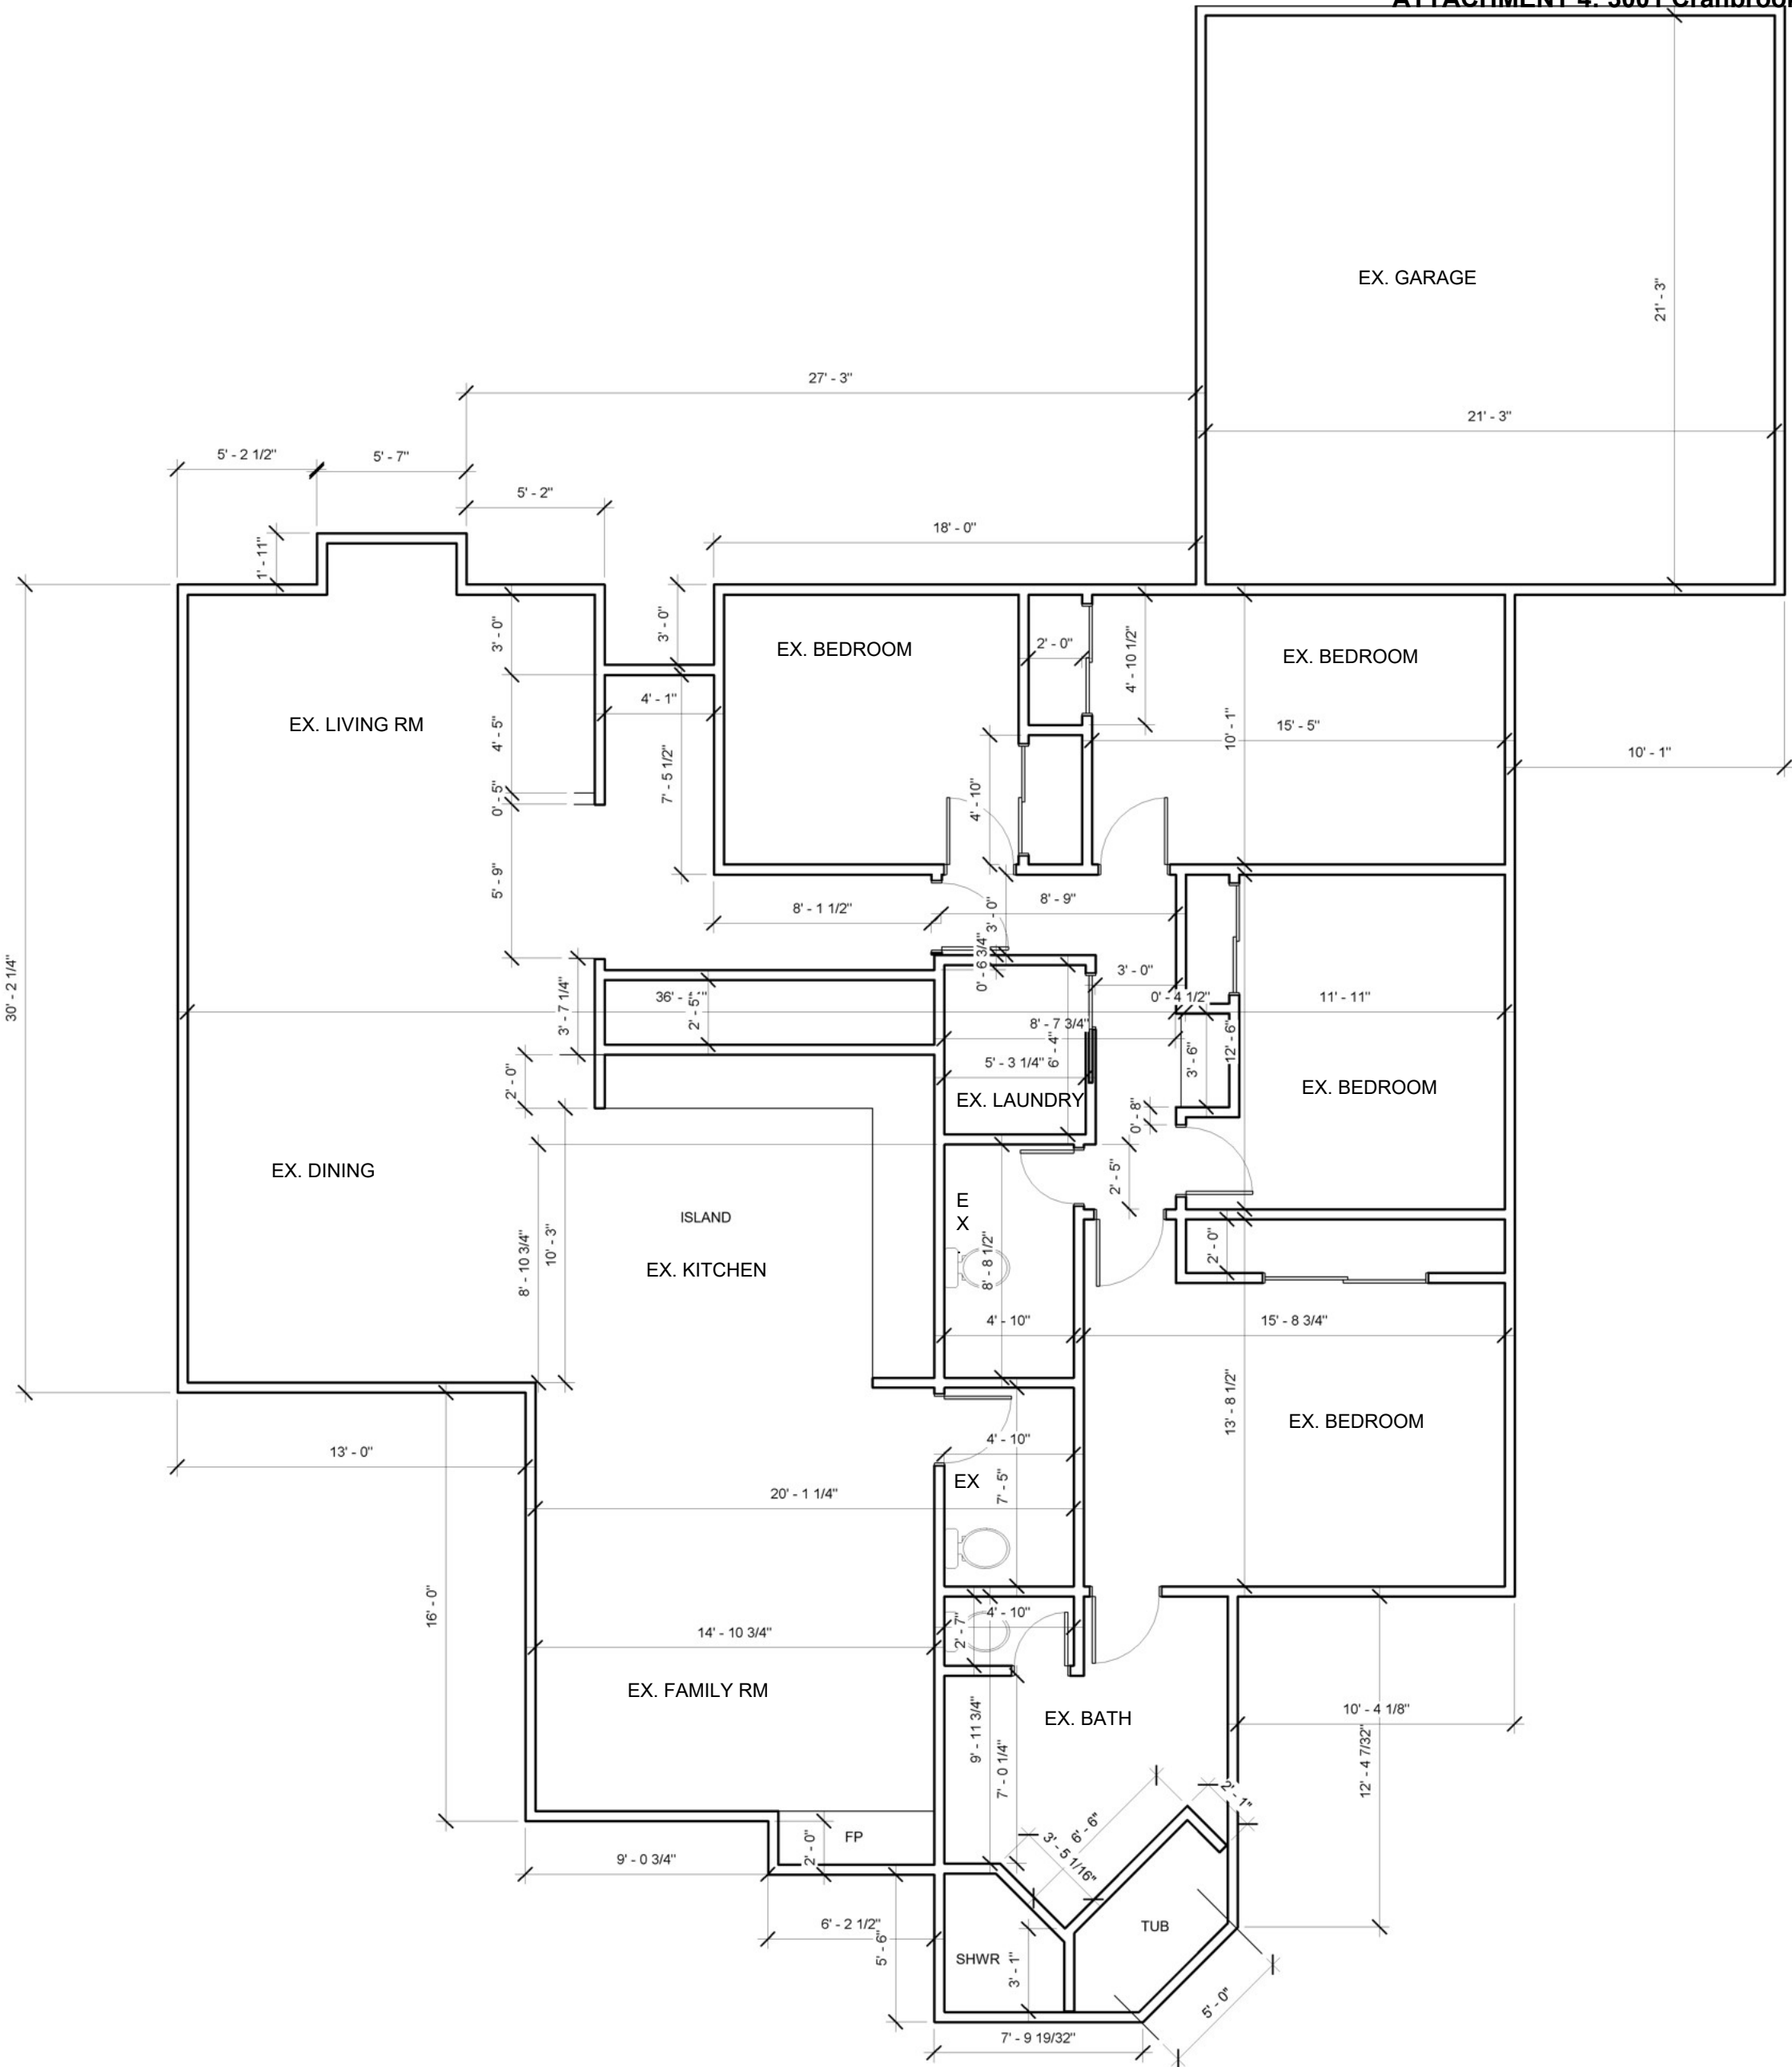 ATTACHMENT 4: 3001 Cranbrook
21' - 3"
EX. GARAGE
27' - 3"
21' - 3"
5' - 2 1/2"
5' - 7"
5' - 2"
18' - 0"
1' - 11"
3' - 0"
3' - 0"
EX. BEDROOM
2' - 0"
4' - 10 1/2"
EX. BEDROOM
4' - 1"
EX. LIVING RM
4' - 5"
10' - 1"
15' - 5"
10' - 1"
7' - 5 1/2"
0' - 5"
4' - 10"
5' - 9"
8' - 1 1/2"
3' - 0"
8' - 9"
0' - 6 3/4"
3' - 0"
30' - 2 1/4"
3' - 7 1/4"
36' -
2' - 5"
0' - 4 1/2"
11' - 11"
8' - 7 3/4"
6' - 4"
12' - 6"
5' - 3 1/4"
3' - 6"
2' - 0"
EX. LAUNDRY
EX. BEDROOM
0' - 8"
EX. DINING
2' - 5"
E
X
.
ISLAND
8' - 10 3/4"
10' - 3"
EX. KITCHEN
8' - 8 1/2"
2' - 0"
4' - 10"
15' - 8 3/4"
13' - 8 1/2"
EX. BEDROOM
13' - 0"
4' - 10"
EX
7' - 5"
20' - 1 1/4"
16' - 0"
4' - 10"
2' - 7"
14' - 10 3/4"
EX. FAMILY RM
EX. BATH
10' - 4 1/8"
9' - 11 3/4"
7' - 0 1/4"
12' - 4 7/32"
2' - 1"
6' - 6"
3' - 5 1/16"
FP
2' - 0"
9' - 0 3/4"
6' - 2 1/2"
5' - 6"
TUB
SHWR
3' - 1"
5' - 0"
7' - 9 19/32"